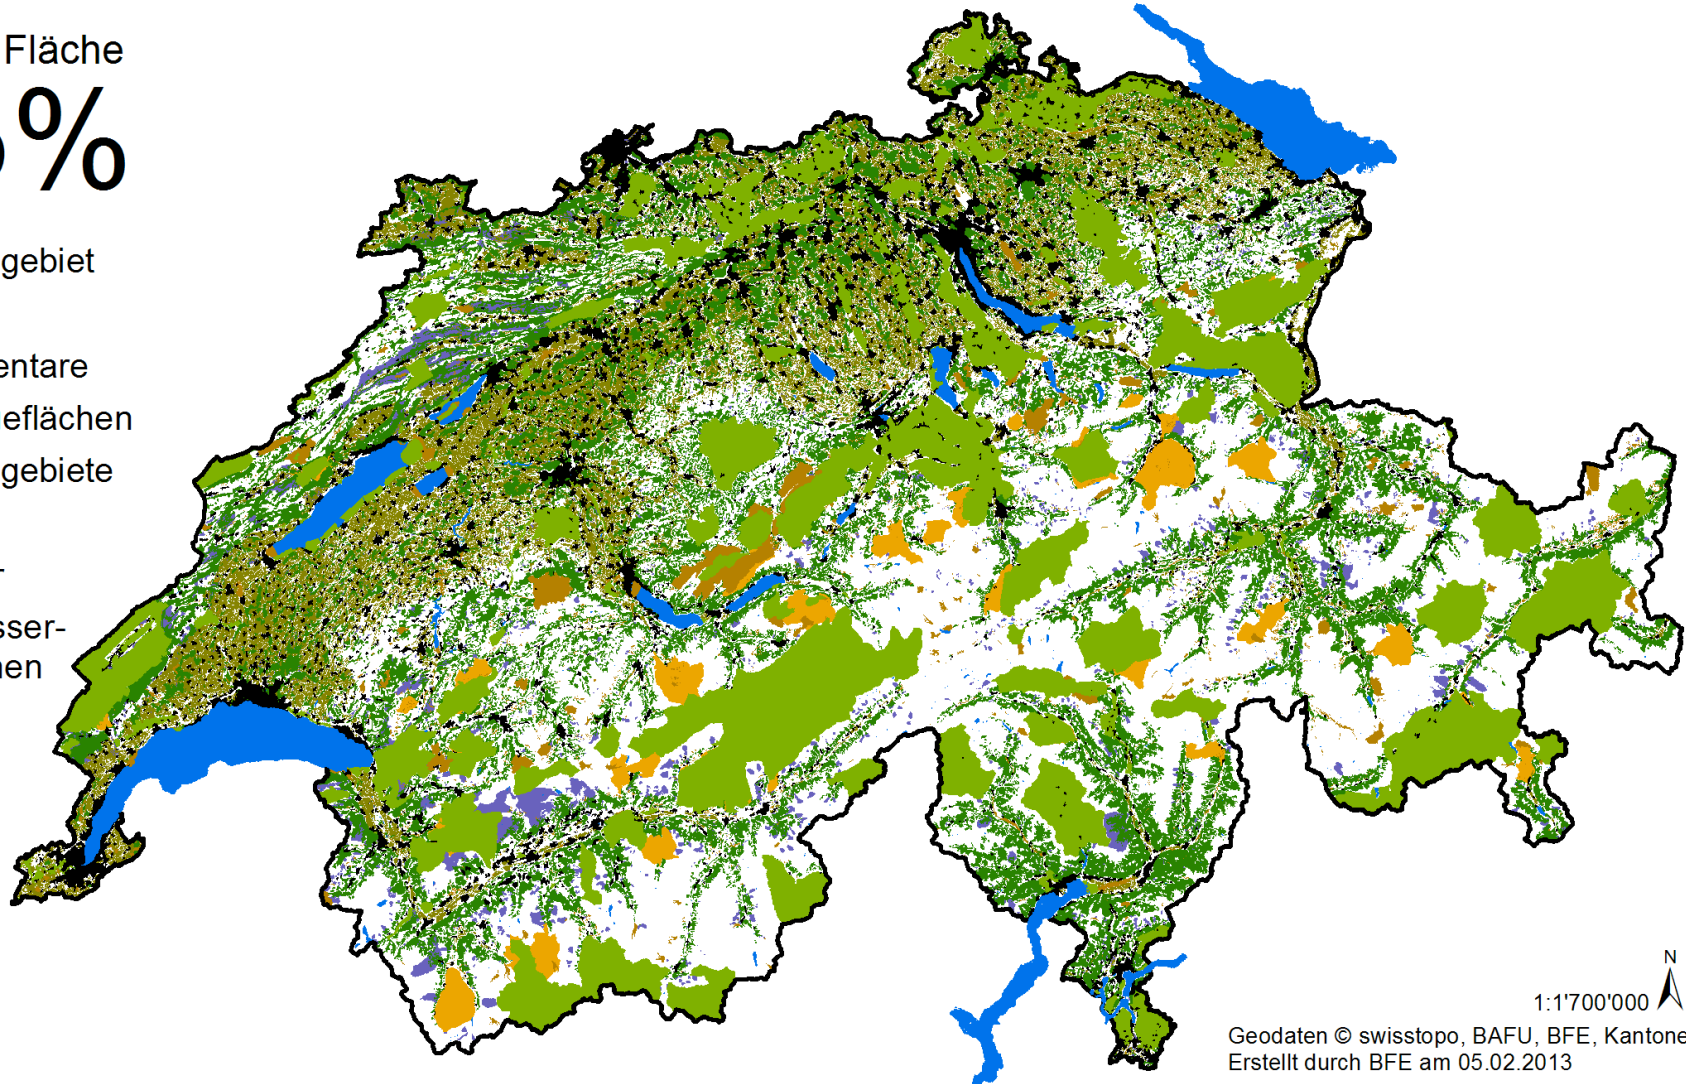 Fläche
%
gebiet
entare
eflächen
gebiete
-
sser-
en
N
1:1'700'000
Geodaten © swisstopo, BAFU, BFE, Kantone
Erstellt durch BFE am 05.02.2013